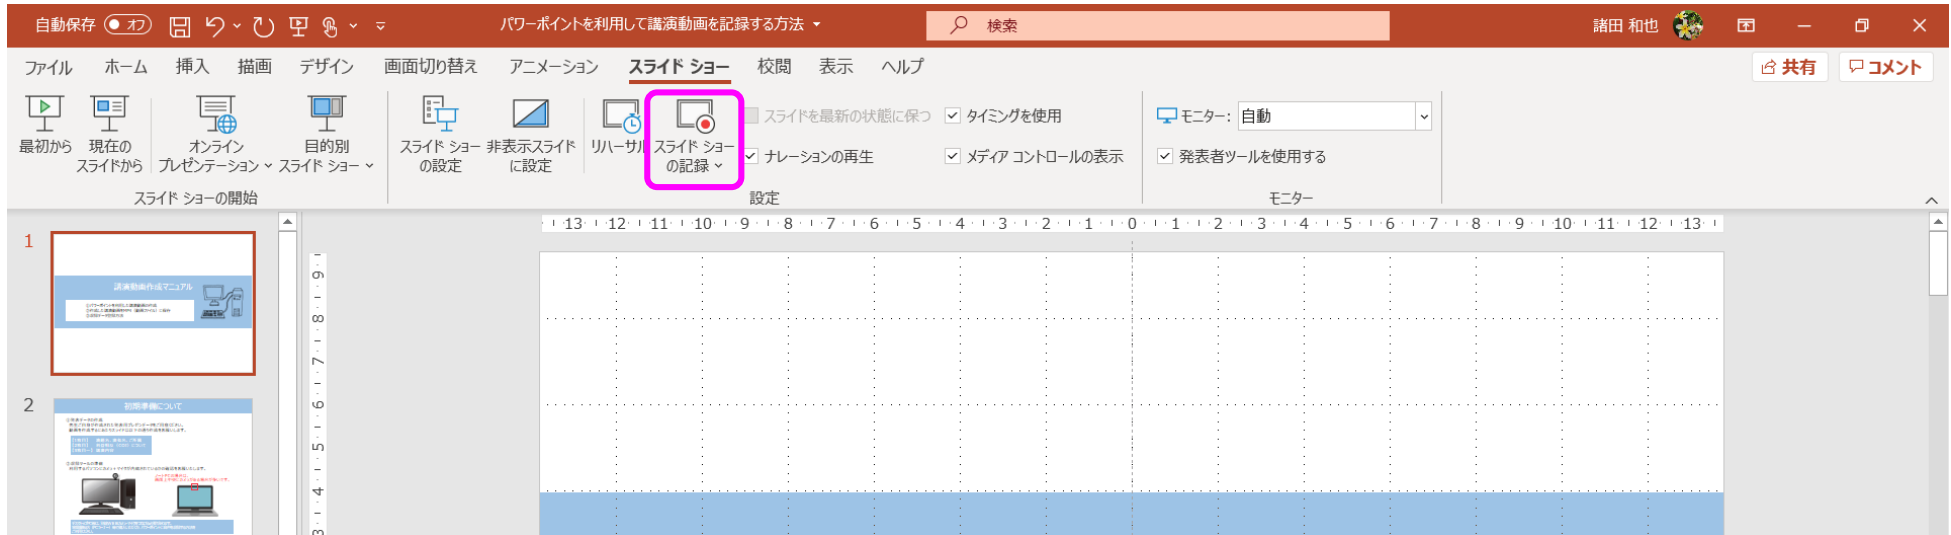 自動保存 オフ
パワーポイントを利用して講演動画を記録する方法
検索
諸田 和也
ファイル ホーム 挿入 描画 デザイン 画面切り替え アニメーション スライド ショー 校閲 表示 ヘルプ
共有 コメント
最初から
現在の
スライドから
オンライン
プレゼンテーション
目的別
スライド ショー
スライド ショー
の設定
非表示スライド
に設定
リハーサル
スライド ショー
の記録
スライドを最新の状態に保つ
ナレーションの再生
タイミングを使用
メディア コントロールの表示
モニター: 自動
発表者ツールを使用する
スライド ショーの開始
設定
モニター
13 12 11 10 9 8 7 6 5 4 3 2 1 0 1 2 3 4 5 6 7 8 9 10 11 12 13
9
8
7
6
5
4
3
1
講演動画作成マニュアル
2
初期準備について